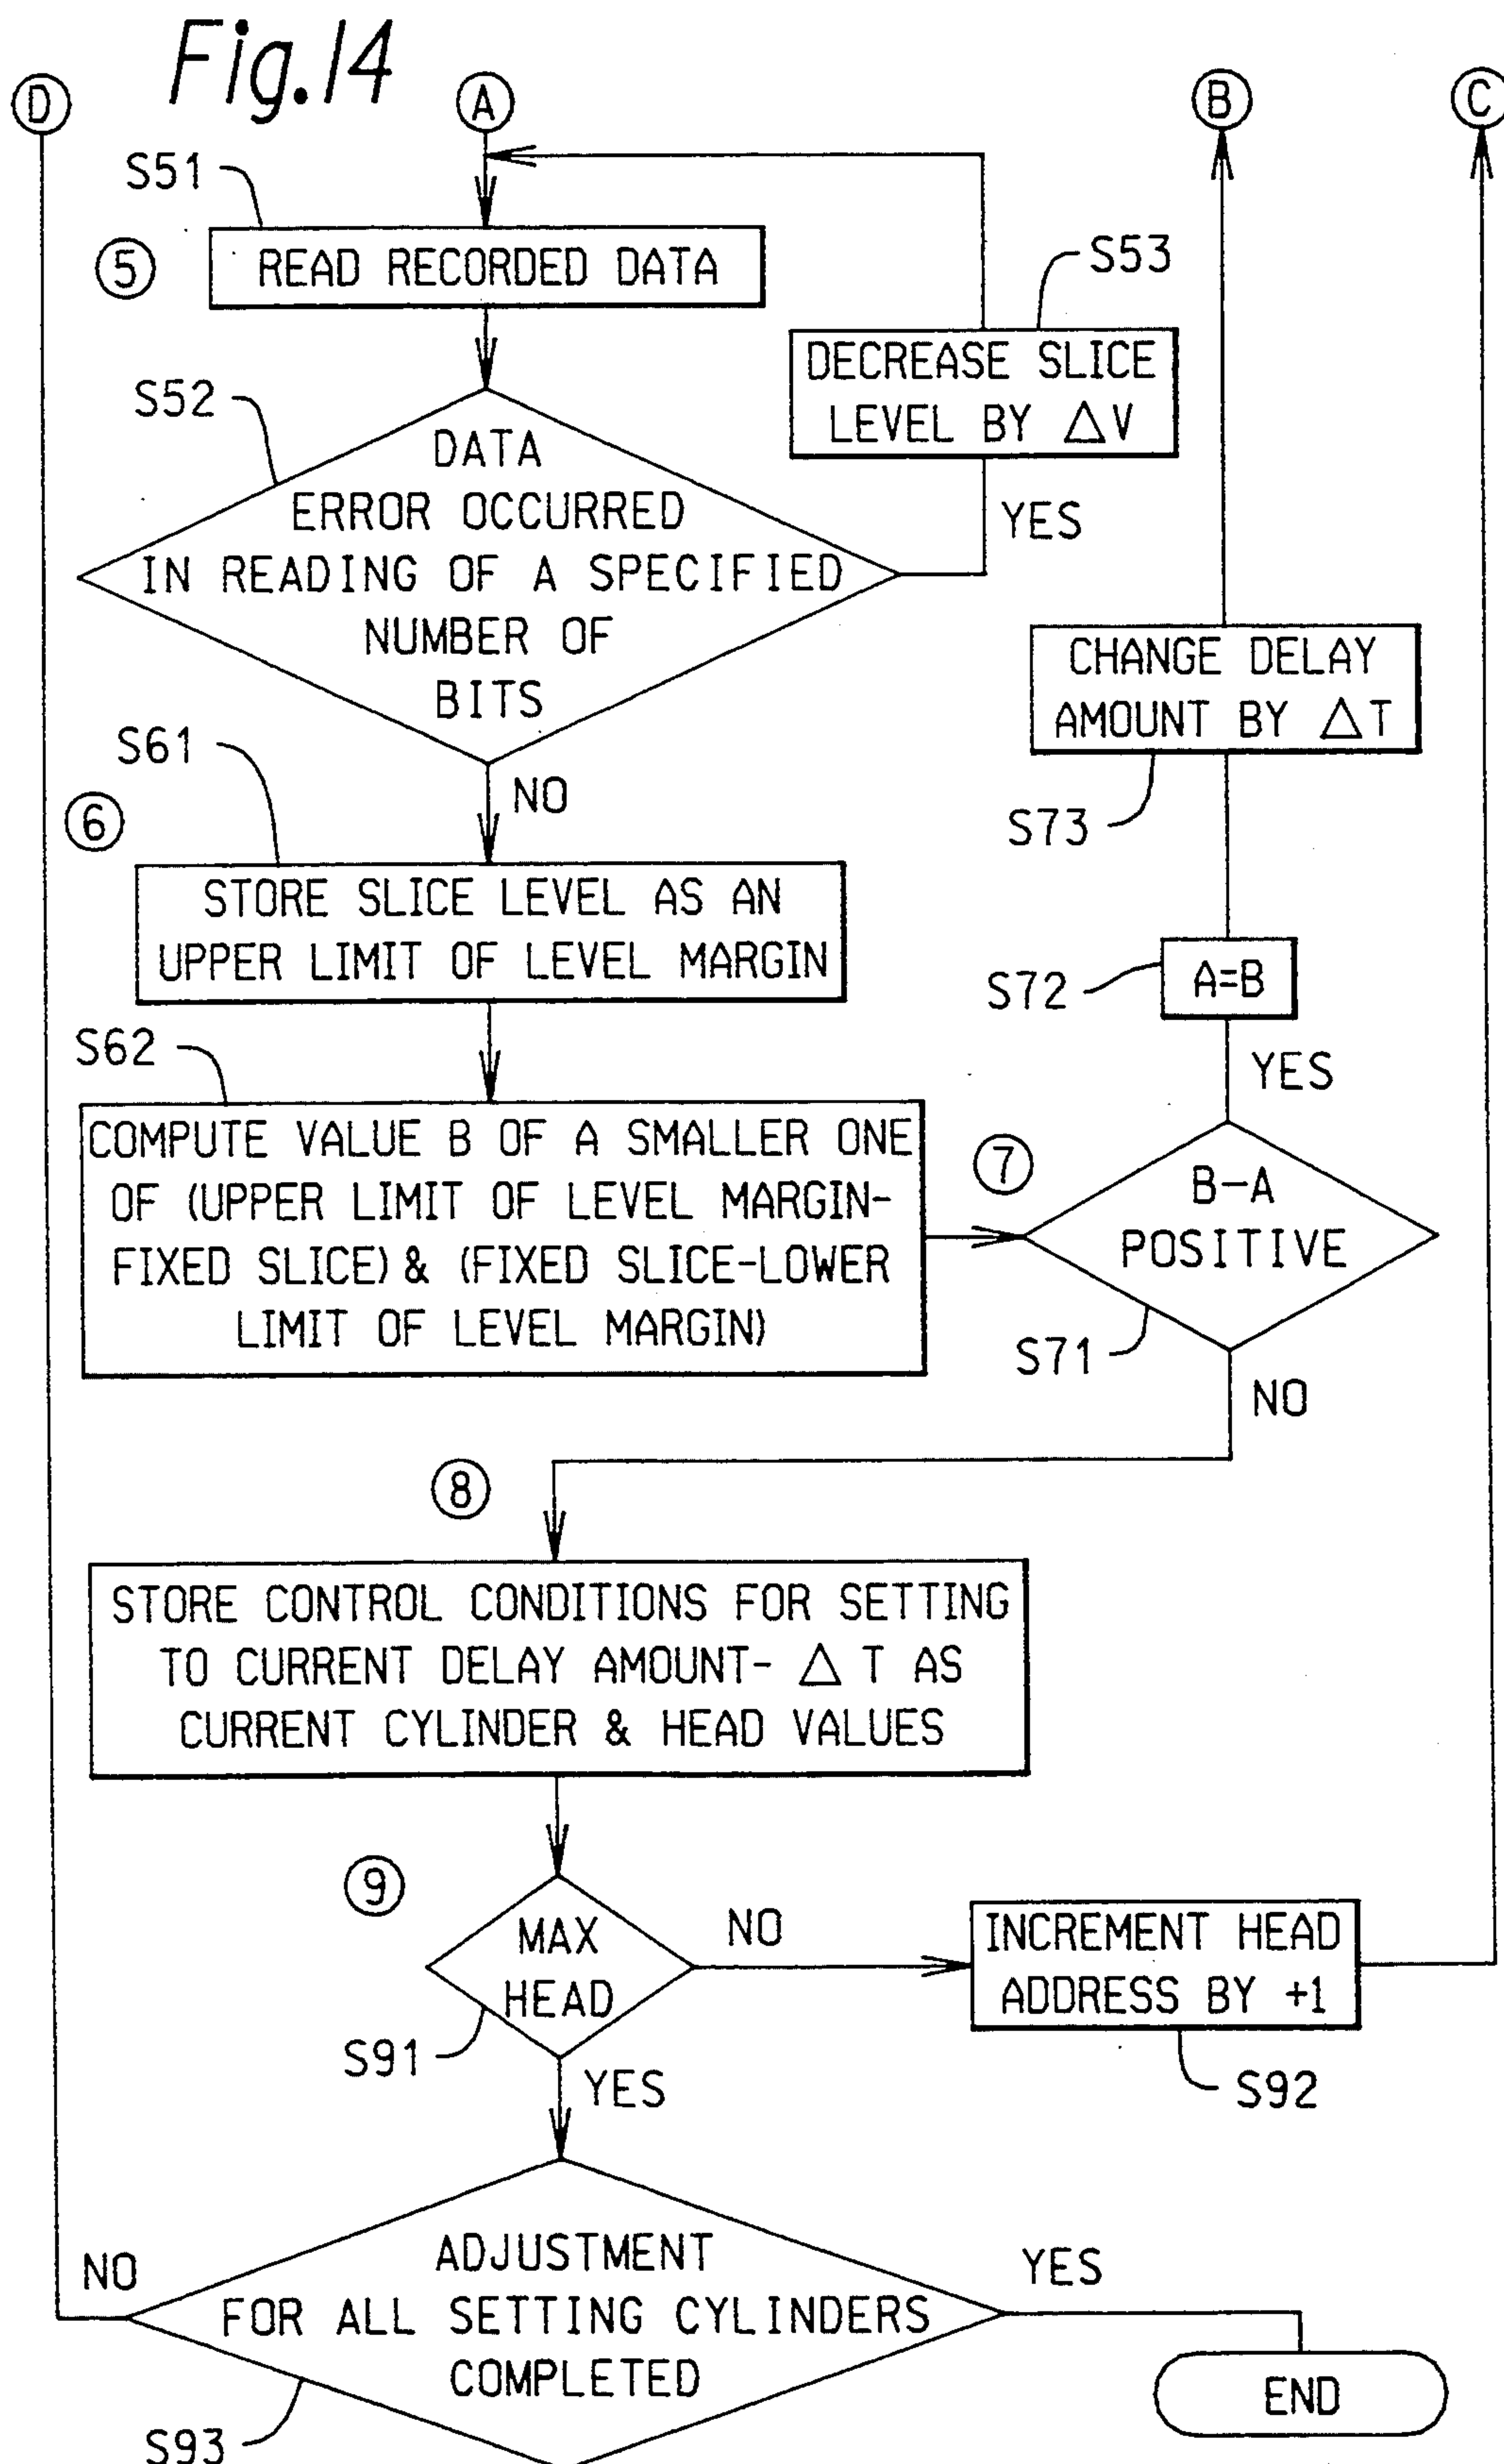 Fig.14
D
A
B
C
S51
5
READ RECORDED DATA
S53
DECREASE SLICE
LEVEL BY △V
S52
DATA
ERROR OCCURRED
IN READING OF A SPECIFIED
NUMBER OF
BITS
YES
CHANGE DELAY
AMOUNT BY △T
S73
S61
NO
6
STORE SLICE LEVEL AS AN
UPPER LIMIT OF LEVEL MARGIN
S72
A=B
YES
S62
COMPUTE VALUE B OF A SMALLER ONE
OF (UPPER LIMIT OF LEVEL MARGIN-
FIXED SLICE) & (FIXED SLICE-LOWER
LIMIT OF LEVEL MARGIN)
7
B-A
POSITIVE
S71
NO
8
STORE CONTROL CONDITIONS FOR SETTING
TO CURRENT DELAY AMOUNT- △T AS
CURRENT CYLINDER & HEAD VALUES
9
MAX
HEAD
S91
NO
INCREMENT HEAD
ADDRESS BY +1
S92
YES
NO
ADJUSTMENT
FOR ALL SETTING CYLINDERS
COMPLETED
YES
S93
END